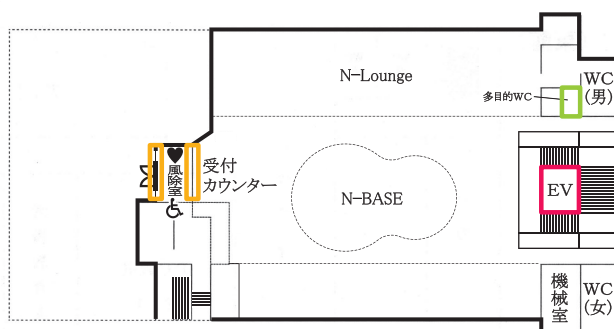 N-Lounge
WC
(男)
多目的WC
風除室
受付
カウンター
N-BASE
EV
機械室
WC
(女)